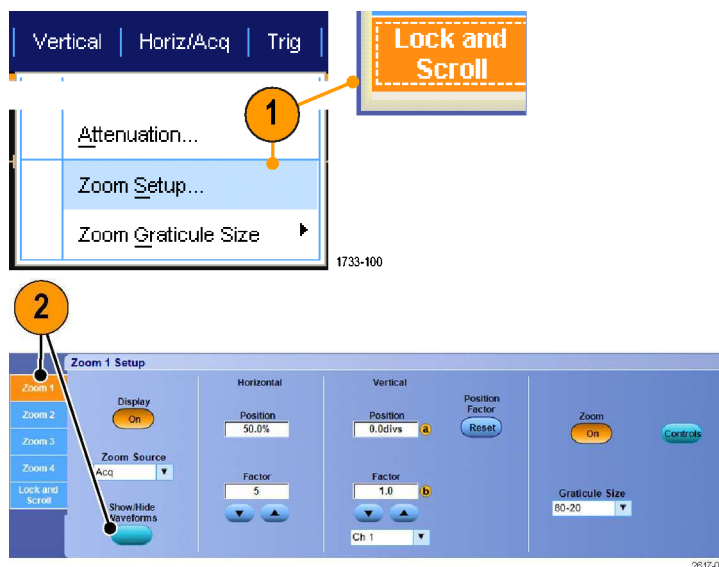 Vertical Horiz/Acq Trig
Lock and
Scroll
1
Attenuation...
Zoom Setup...
Zoom Graticule Size
1733-100
2
Zoom 1 Setup
Zoom 1
Zoom 2
Zoom 3
Zoom 4
Lock and
Scroll
Display
On
Zoom Source
Acq
Show/Hide
Waveforms
Horizontal
Position
50.0%
Factor
5
Vertical
Position
0.0divs a
Factor
1.0 b
Ch 1
Position
Factor
Reset
Zoom
On
Controls
Graticule Size
80-20